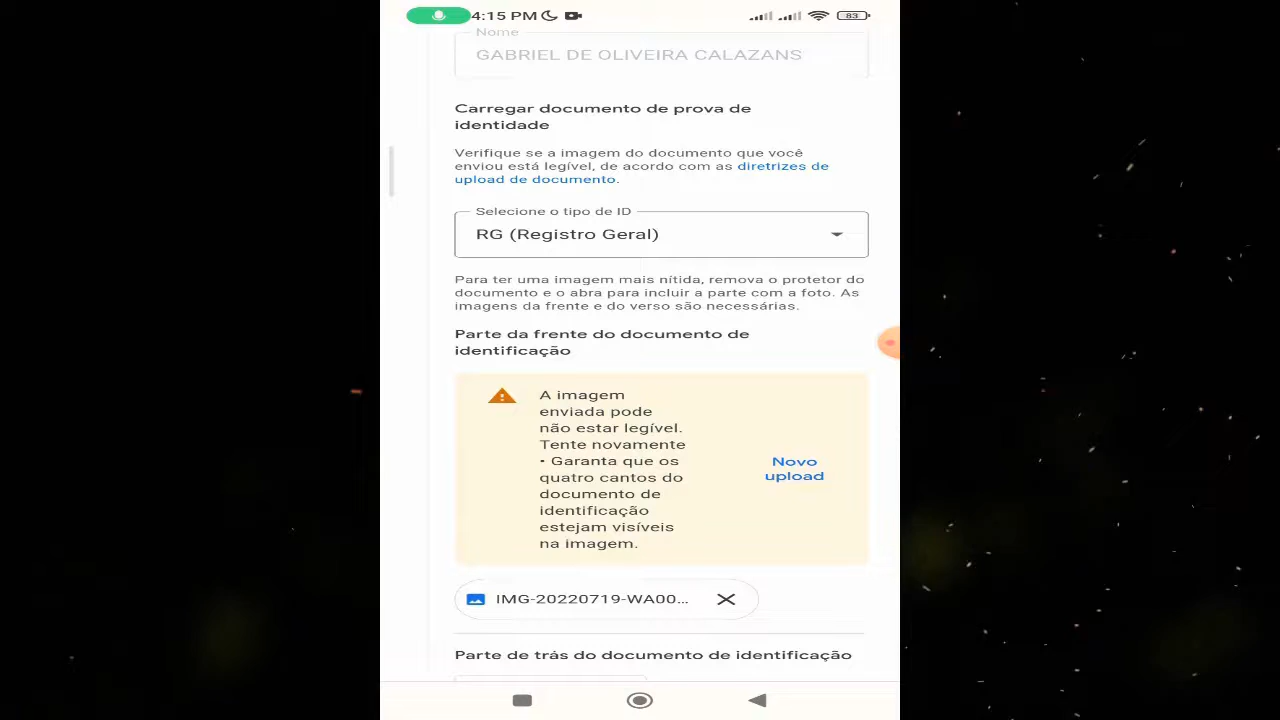 4:15 PM
83
Nome
GABRIEL DE OLIVEIRA CALAZANS
Carregar documento de prova de
identidade
Verifique se a imagem do documento que você
enviou está legível, de acordo com as diretrizes de
upload de documento.
Selecione o tipo de ID
RG (Registro Geral)
Para ter uma imagem mais nítida, remova o protetor do
documento e o abra para incluir a parte com a foto. As
imagens da frente e do verso são necessárias.
Parte da frente do documento de
identificação
A imagem
enviada pode
não estar legível.
Tente novamente
• Garanta que os
quatro cantos do
documento de
identificação
estejam visíveis
na imagem.
Novo
upload
IMG-20220719-WA00...
Parte de trás do documento de identificação